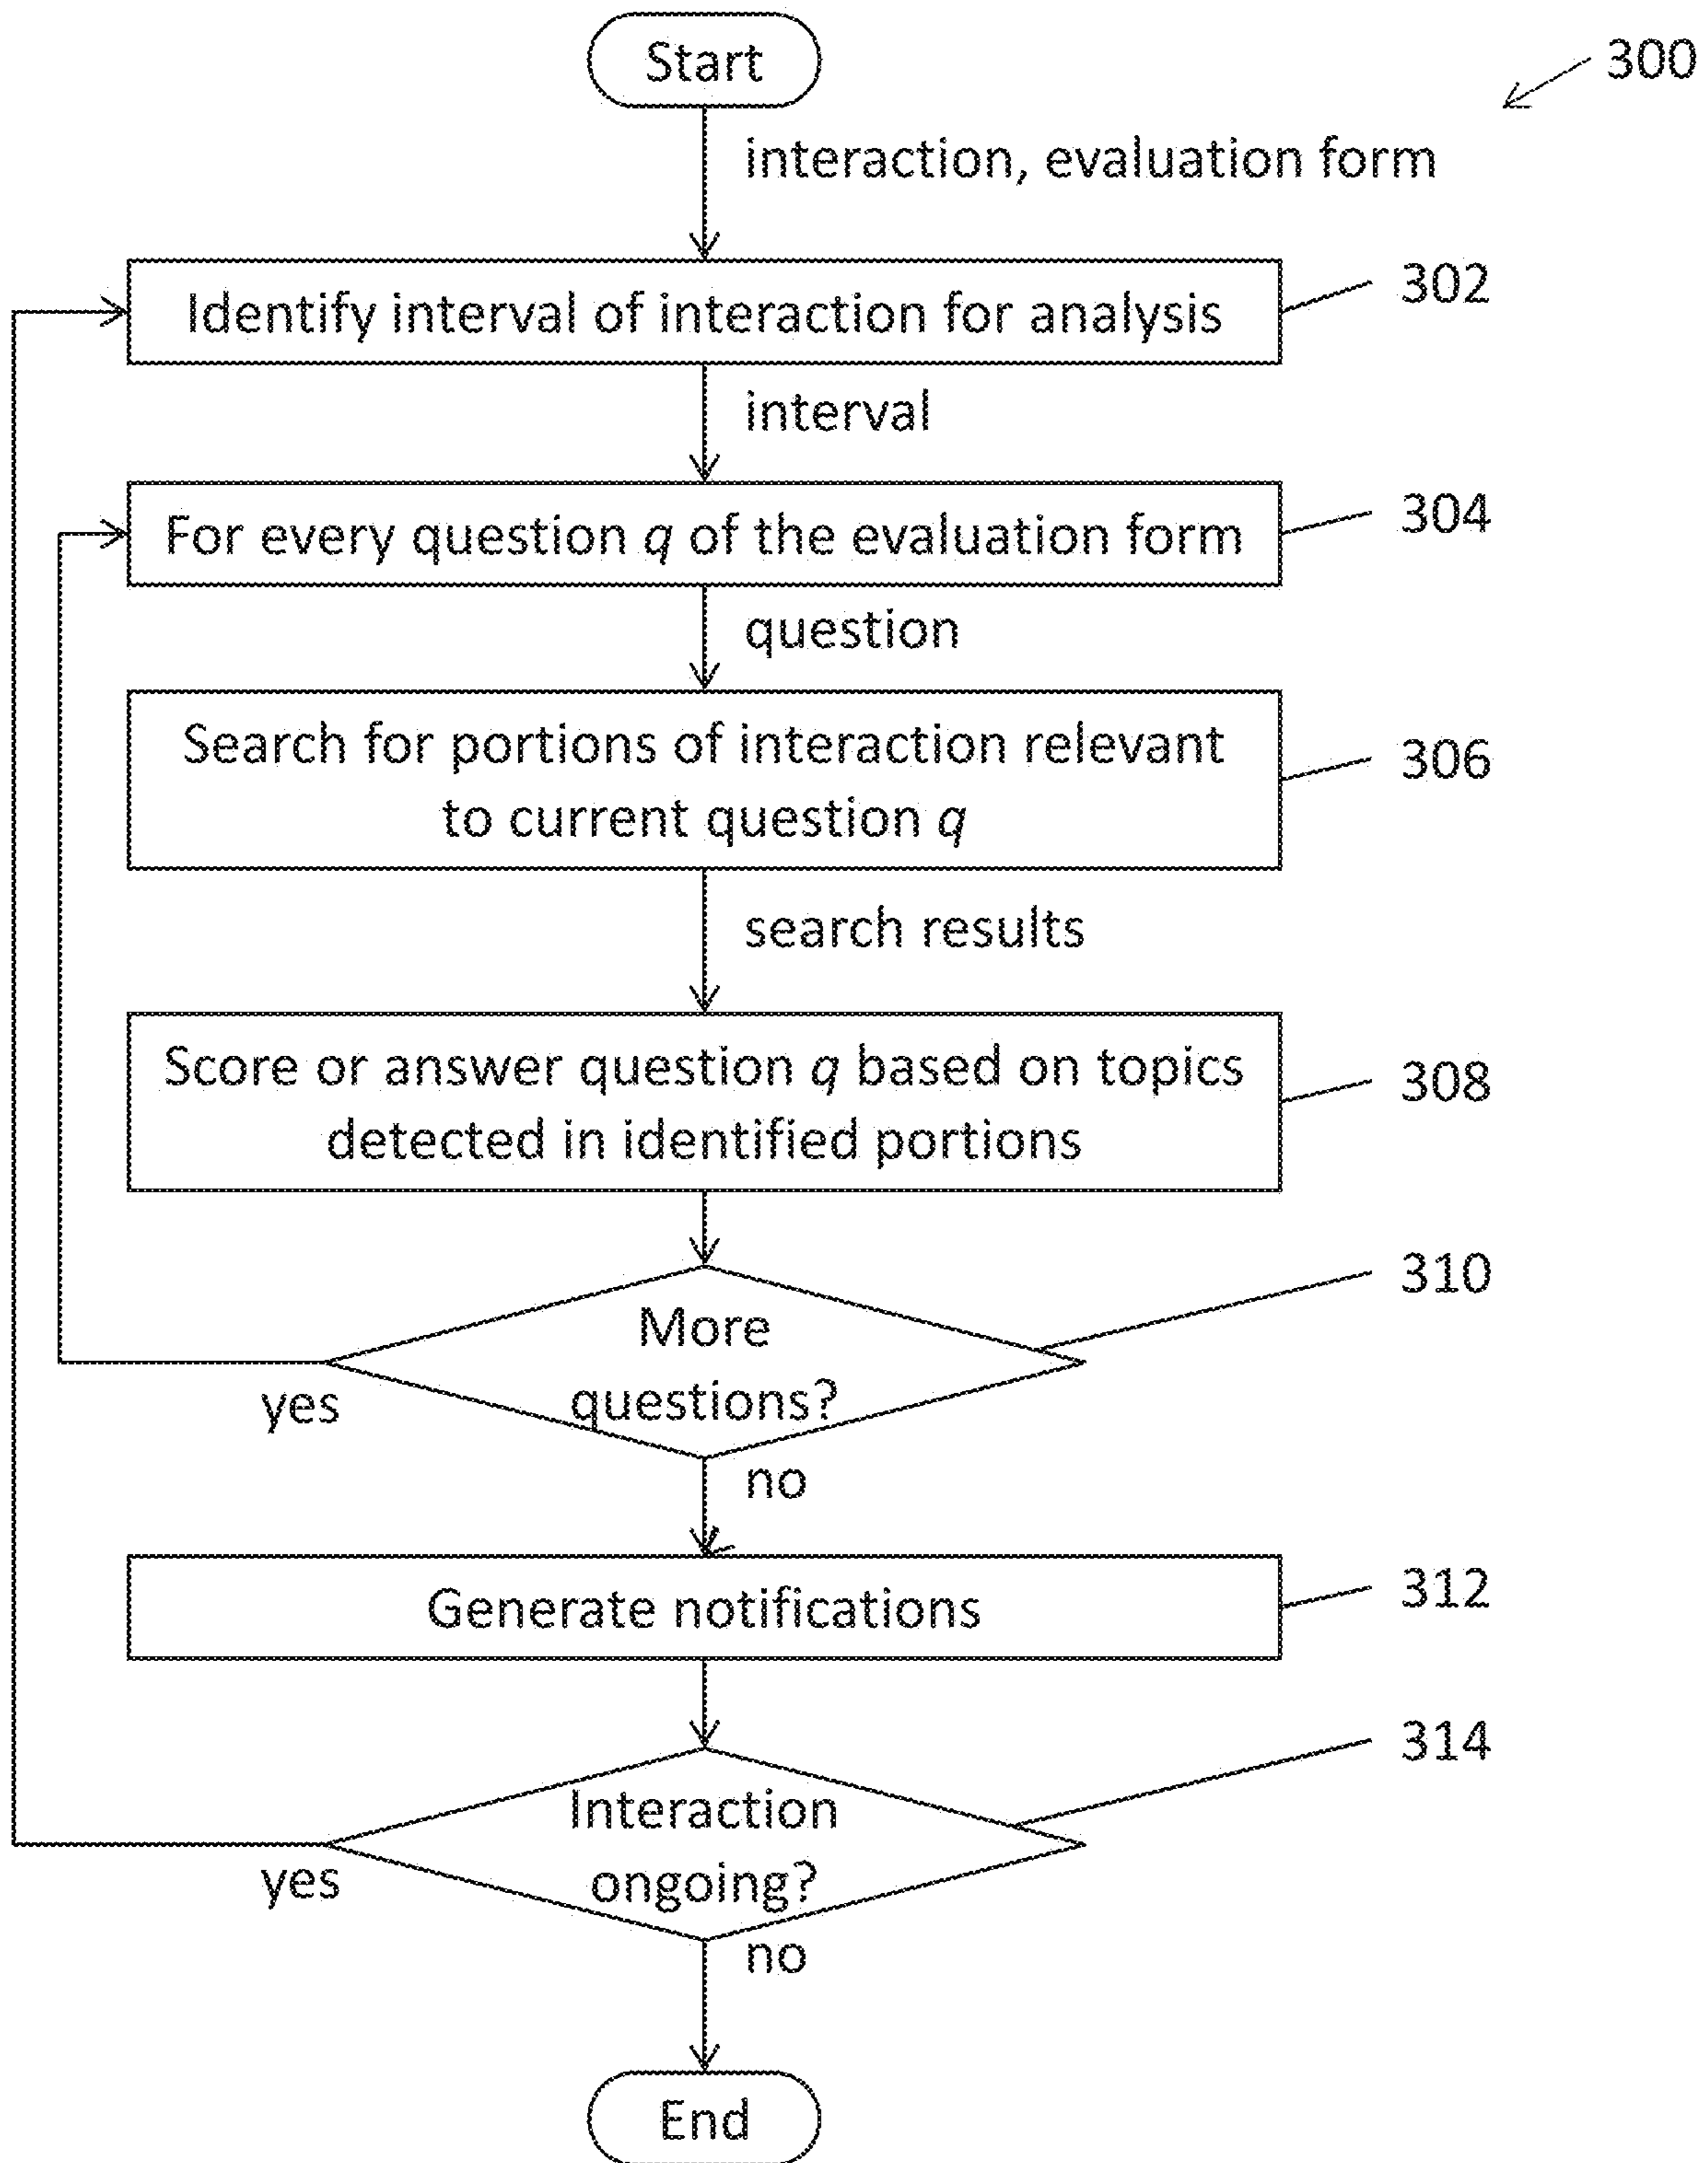 Start
300
interaction, evaluation form
Identify interval of interaction for analysis
302
interval
For every question q of the evaluation form
304
question
Search for portions of interaction relevant
to current question q
306
search results
Score or answer question q based on topics
detected in identified portions
308
More
questions?
310
yes
no
Generate notifications
312
Interaction
ongoing?
314
yes
no
End